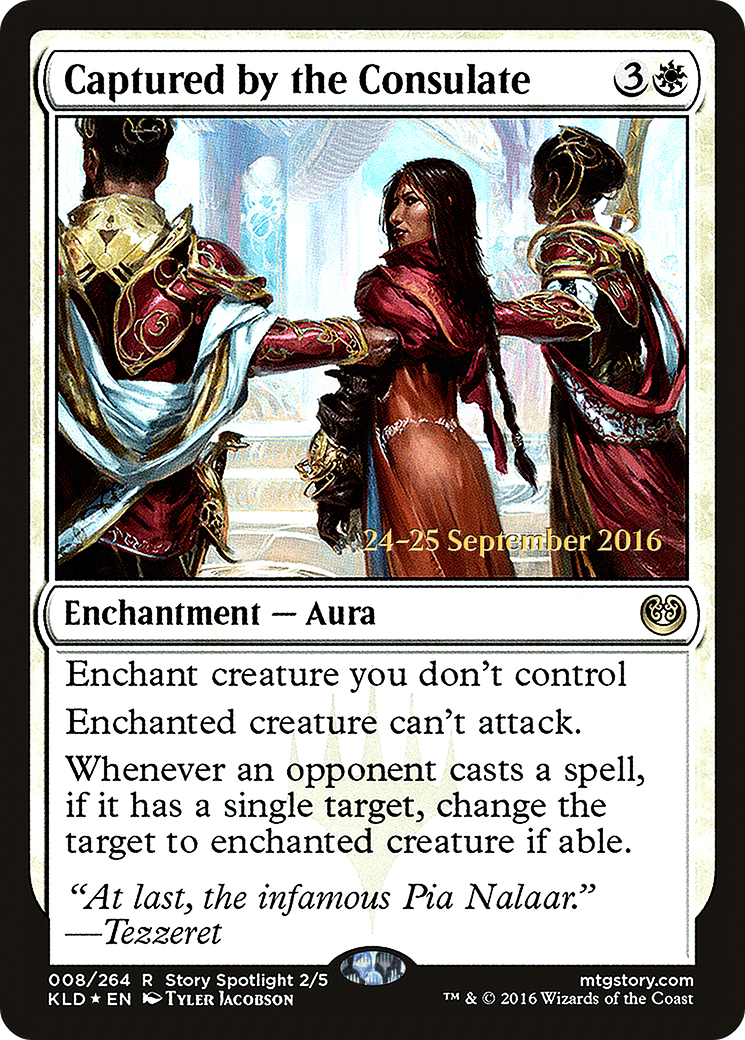 Captured by the Consulate 3
24–25 September 2016
Enchantment — Aura
Enchant creature you don't control
Enchanted creature can't attack.
Whenever an opponent casts a spell,
if it has a single target, change the
target to enchanted creature if able.
"At last, the infamous Pia Nalaar."
—Tezzeret
008/264 R Story Spotlight 2/5 mtgstory.com
KLD ★ EN Tyler Jacobson ™ & © 2016 Wizards of the Coast